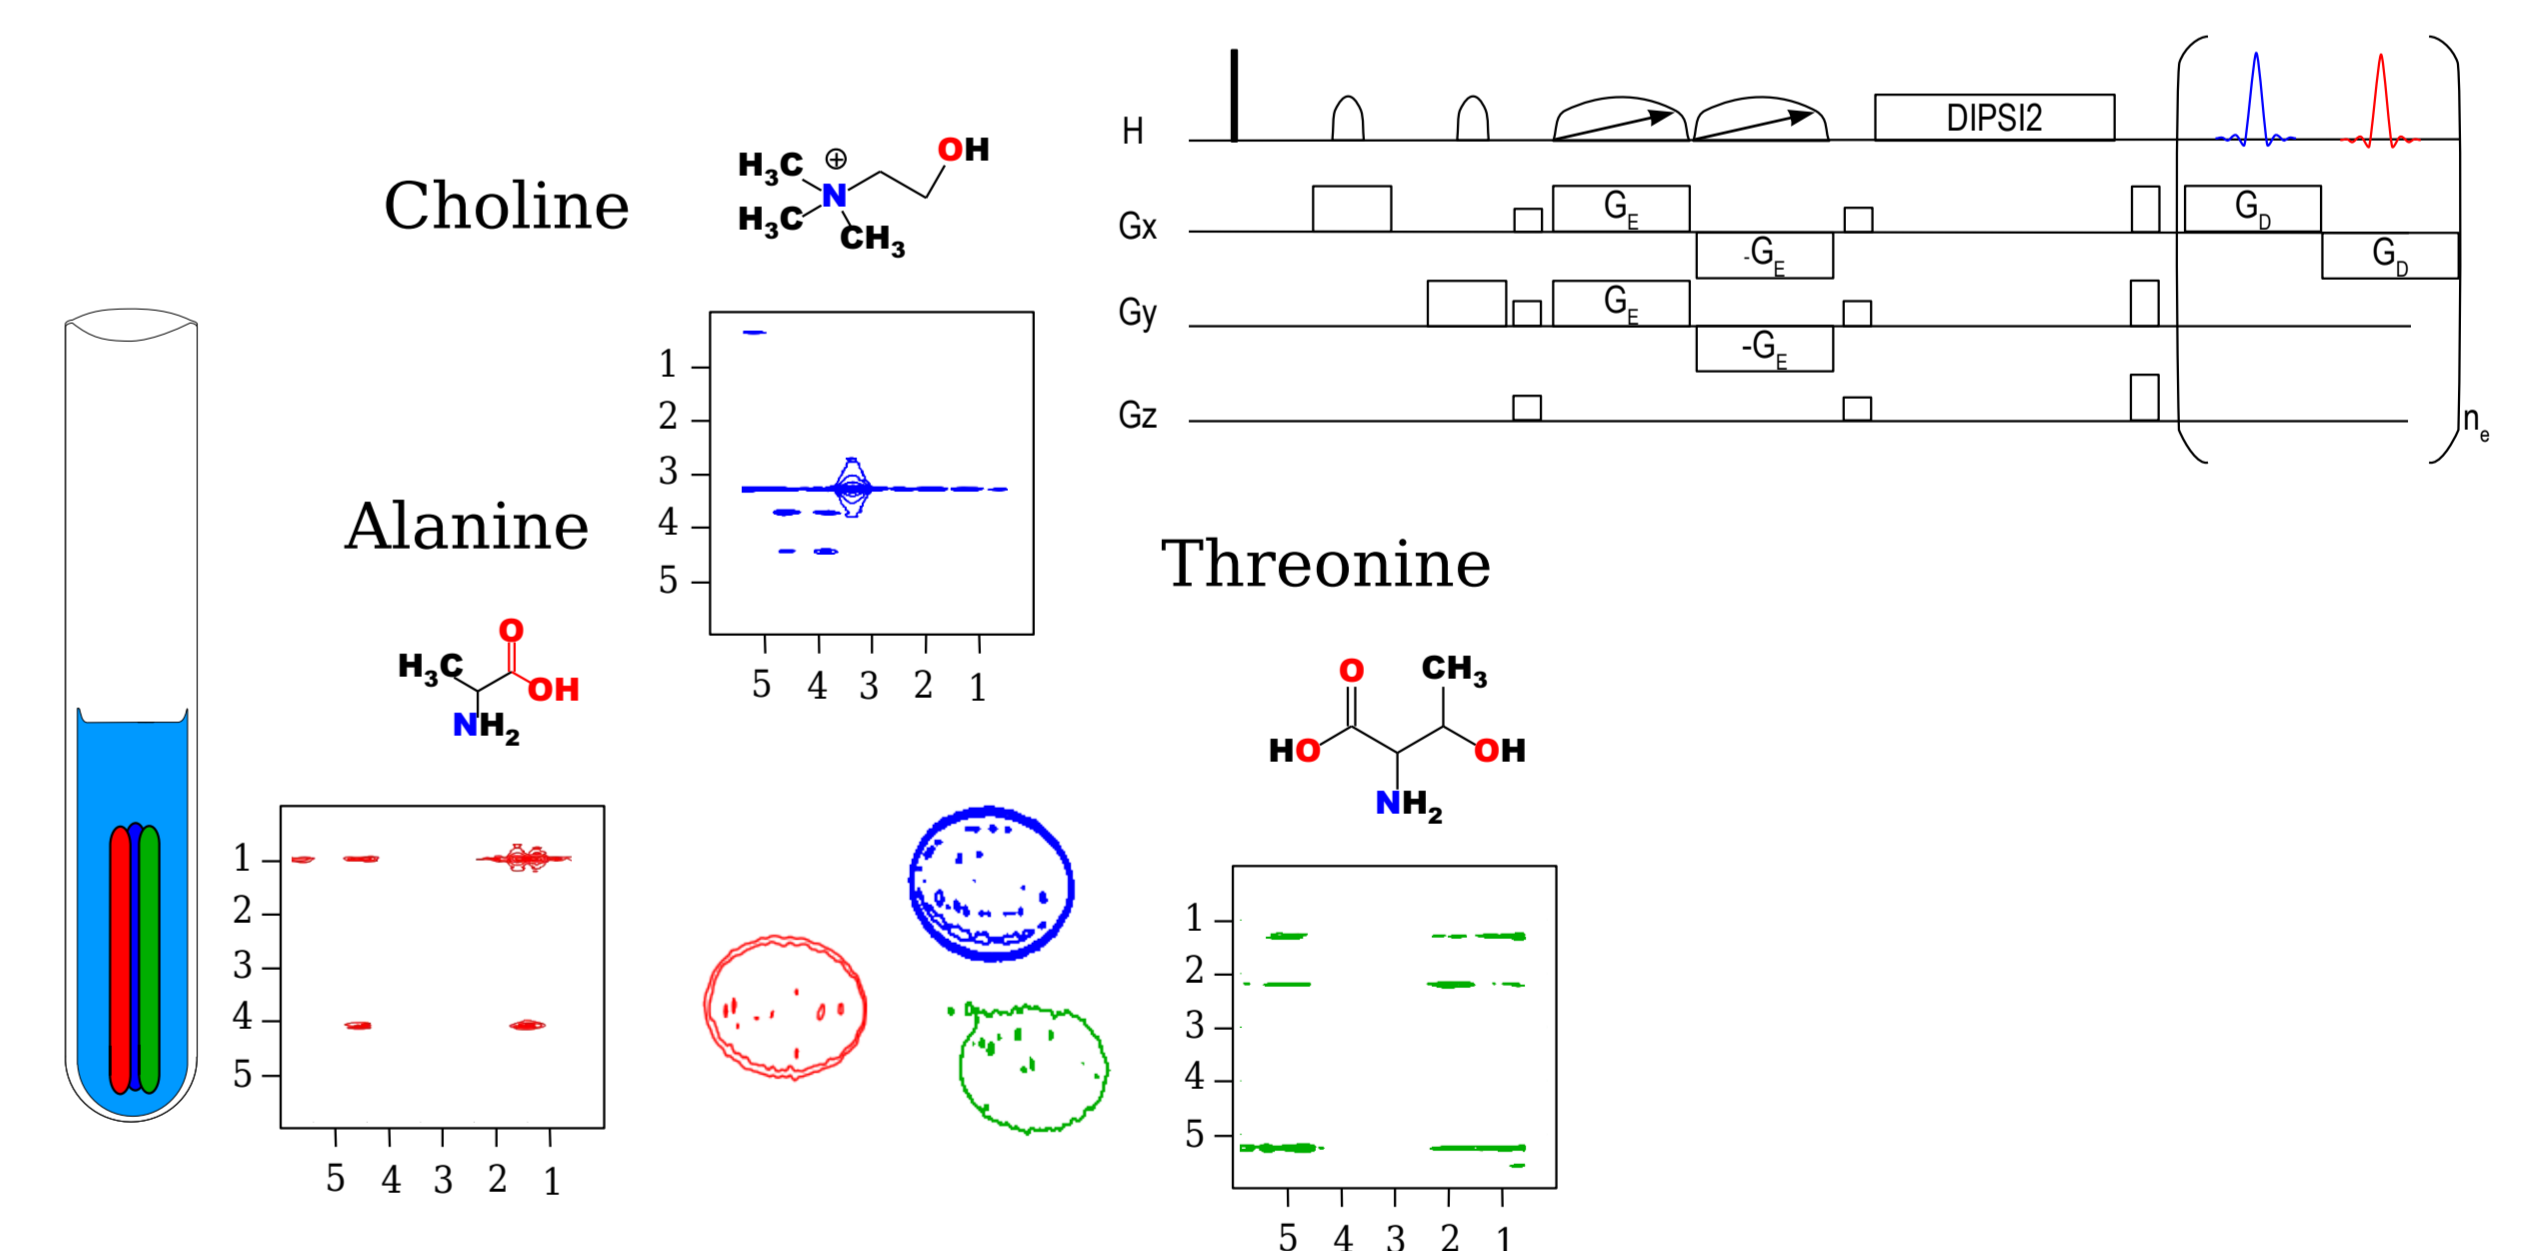 Choline
H3C
⊕
OH
N
H3C
CH3
1
2
3
4
5
5 4 3 2 1
Alanine
O
H3C
OH
NH2
1
2
3
4
5
5 4 3 2 1
H
DIPSI2
Gx
GE
-GE
GD
GD
Gy
GE
-GE
Gz
ne
Threonine
O
CH3
HO
OH
NH2
1
2
3
4
5
5 4 3 2 1